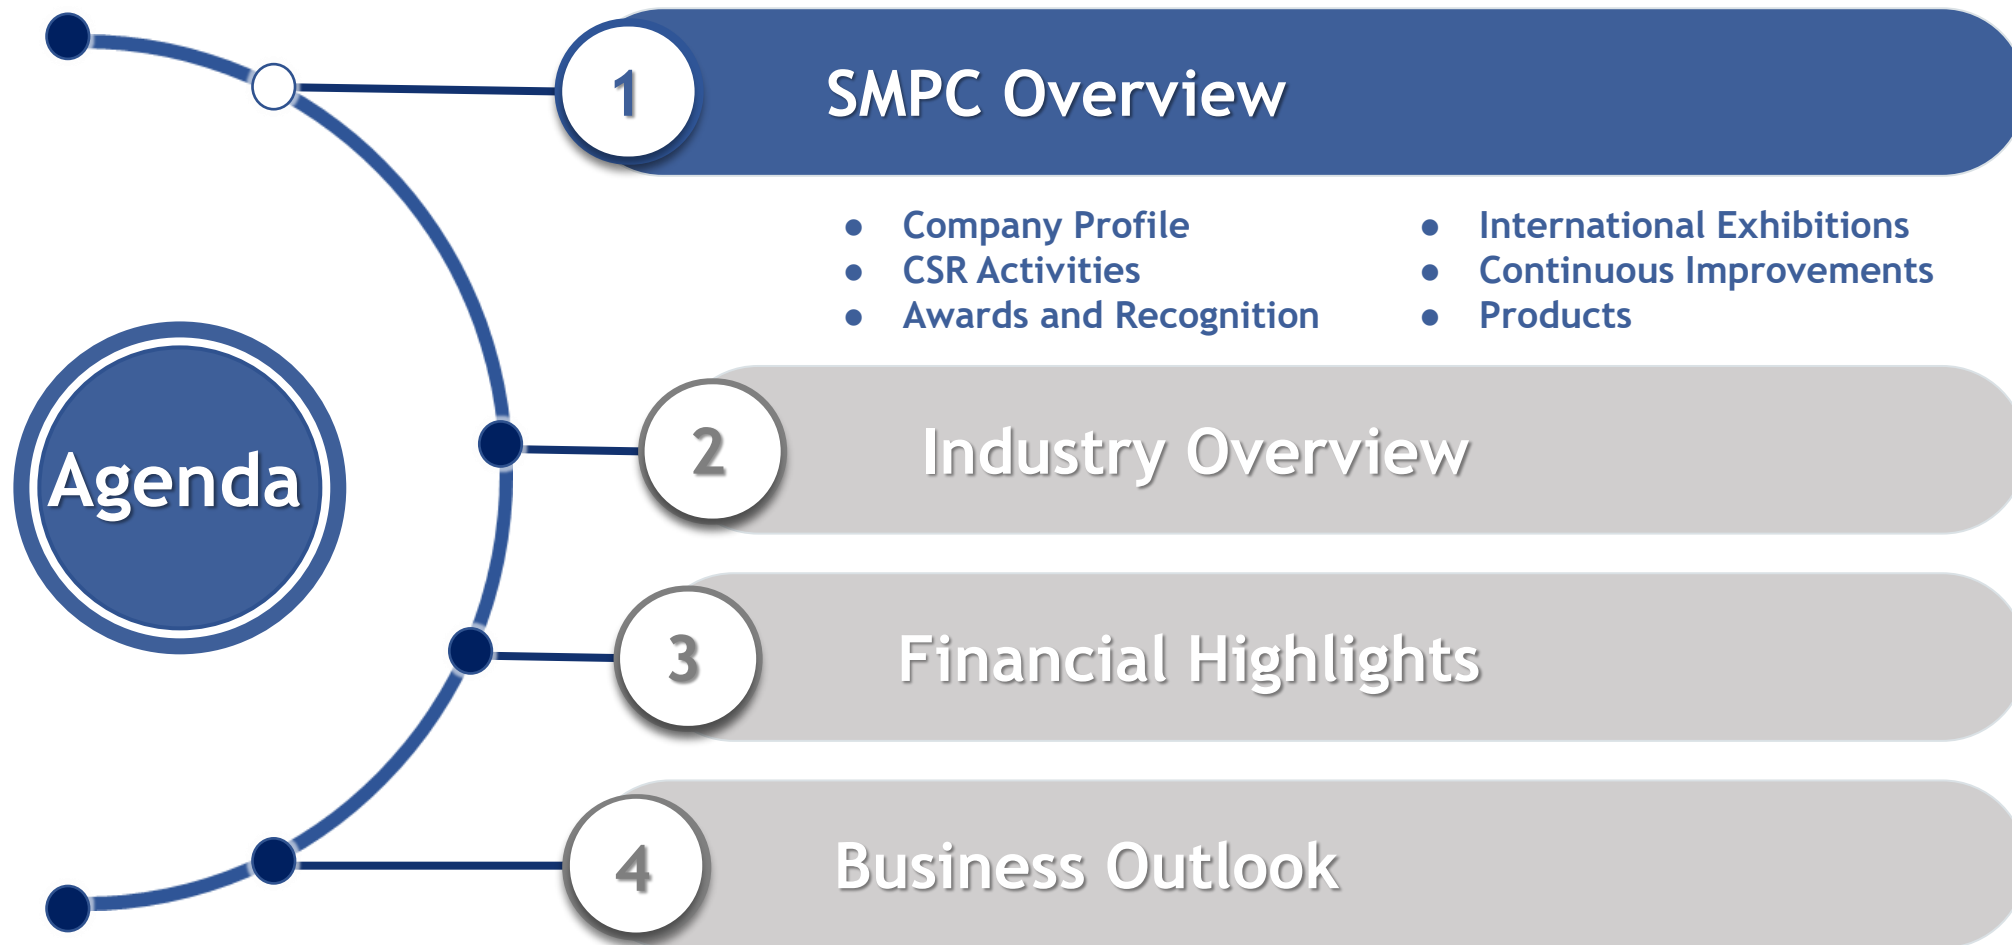 Agenda
1
SMPC Overview
● Company Profile
● CSR Activities
● Awards and Recognition
● International Exhibitions
● Continuous Improvements
● Products
2
Industry Overview
3
Financial Highlights
4
Business Outlook